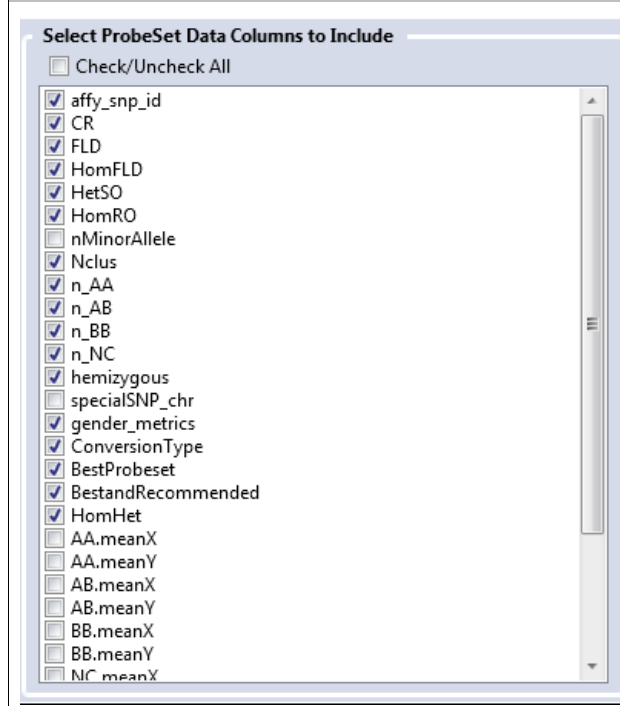 Select ProbeSet Data Columns to Include
Check/Uncheck All
affy_snp_id
CR
FLD
HomFLD
HetSO
HomRO
nMinorAllele
Nclus
n_AA
n_AB
n_BB
n_NC
hemizygous
specialSNP_chr
gender_metrics
ConversionType
BestProbeset
BestandRecommended
HomHet
AA.meanX
AA.meanY
AB.meanX
AB.meanY
BB.meanX
BB.meanY
NC.meanX